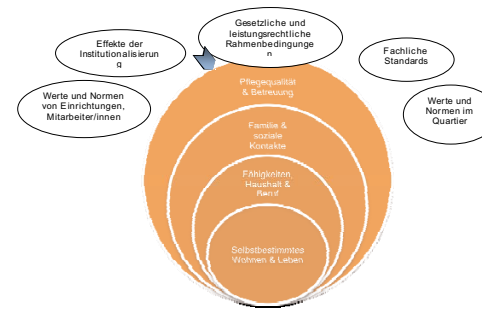 Gesetzliche und
leistungsrechtliche
Rahmenbedingunge
n
Effekte der
Institutionalisierun
g
Fachliche
Standards
Werte und Normen
von Einrichtungen,
Mitarbeiter/innen
Werte und
Normen im
Quartier
Pflegequalität
& Betreuung
Familie &
soziale
Kontakte
Fähigkeiten,
Haushalt &
Beruf
Selbstbestimmtes
Wohnen & Leben